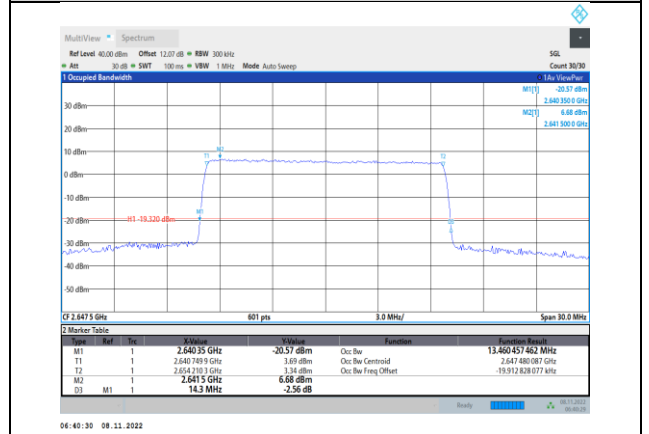 MultiView Spectrum
Ref Level 40.00 dBm Offset 12.07 dB RBW 300 kHz SGL
Att 30 dB SWT 100 ms VBW 1 MHz Mode Auto Sweep Count 30/30
1 Occupied Bandwidth 1Av ViewPwr
M1[1] -20.57 dBm
2.640 350 0 GHz
M2[1] 6.68 dBm
2.641 500 0 GHz
30 dBm
20 dBm
10 dBm
M2
T1 T2
0 dBm
-10 dBm
M1
-20 dBm H1 -19.320 dBm
D3
-30 dBm
-40 dBm
-50 dBm
CF 2.647 5 GHz 601 pts 3.0 MHz/ Span 30.0 MHz
2 Marker Table
Type Ref Trc X-Value Y-Value Function Function Result
M1 1 2.640 35 GHz -20.57 dBm Occ Bw 13.460 457 462 MHz
T1 1 2.640 749 9 GHz 3.69 dBm Occ Bw Centroid 2.647 480 087 GHz
T2 1 2.654 210 3 GHz 3.34 dBm Occ Bw Freq Offset -19.912 828 077 kHz
M2 1 2.641 5 GHz 6.68 dBm
D3 M1 1 14.3 MHz -2.56 dB
Ready 08.11.2022
06:40:29
06:40:30 08.11.2022